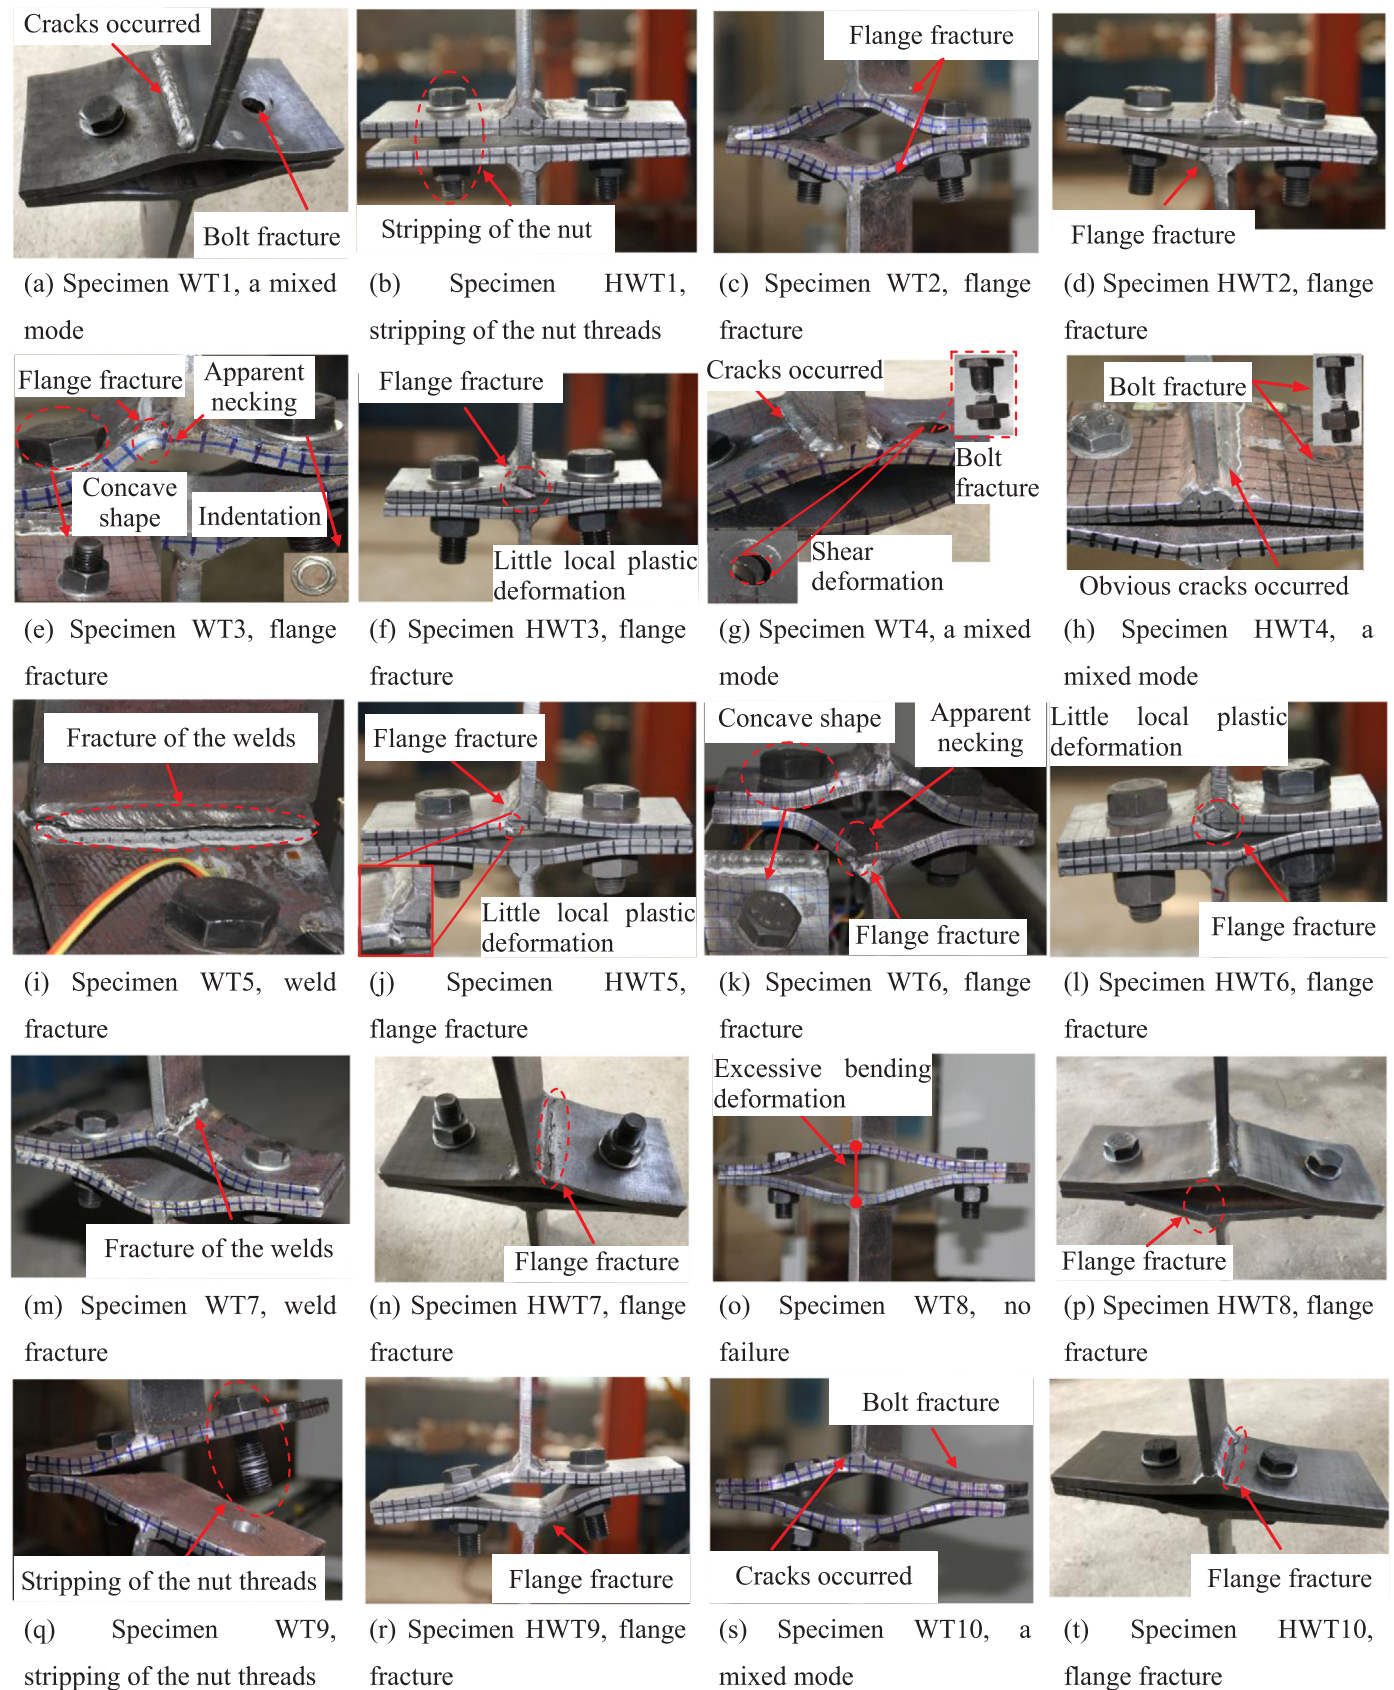 Cracks occurred
Bolt fracture
Stripping of the nut
Flange fracture
Flange fracture
(a) Specimen WT1, a mixed
mode
(b) Specimen HWT1,
stripping of the nut threads
(c) Specimen WT2, flange
fracture
(d) Specimen HWT2, flange
fracture
Flange fracture
Apparent
necking
Concave
shape
Indentation
Flange fracture
Little local plastic
deformation
Cracks occurred
Bolt
fracture
Shear
deformation
Bolt fracture
Obvious cracks occurred
(e) Specimen WT3, flange
fracture
(f) Specimen HWT3, flange
fracture
(g) Specimen WT4, a mixed
mode
(h) Specimen HWT4, a
mixed mode
Fracture of the welds
Flange fracture
Little local plastic
deformation
Concave shape
Apparent
necking
Flange fracture
Little local plastic
deformation
Flange fracture
(i) Specimen WT5, weld
fracture
(j) Specimen HWT5,
flange fracture
(k) Specimen WT6, flange
fracture
(l) Specimen HWT6, flange
fracture
Fracture of the welds
Flange fracture
Excessive bending
deformation
Flange fracture
(m) Specimen WT7, weld
fracture
(n) Specimen HWT7, flange
fracture
(o) Specimen WT8, no
failure
(p) Specimen HWT8, flange
fracture
Stripping of the nut threads
Flange fracture
Bolt fracture
Cracks occurred
Flange fracture
(q) Specimen WT9,
stripping of the nut threads
(r) Specimen HWT9, flange
fracture
(s) Specimen WT10, a
mixed mode
(t) Specimen HWT10,
flange fracture